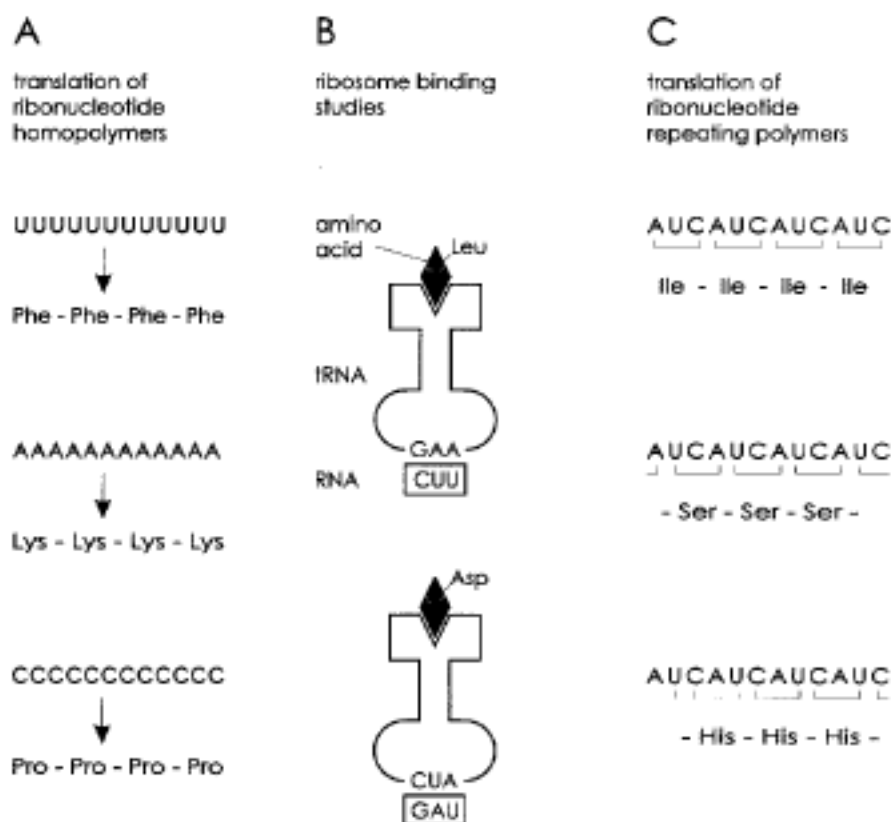 A
translation of
ribonucleotide
homopolymers
UUUUUUUUUUUU
Phe - Phe - Phe - Phe
AAAAAAAAAAAA
Lys - Lys - Lys - Lys
CCCCCCCCCCCC
Pro - Pro - Pro - Pro
B
ribosome binding
studies
amino
acid
Leu
tRNA
GAA
RNA
CUU
Asp
CUA
GAU
C
translation of
ribonucleotide
repeating polymers
AUCAUCAUCAUC
Ile - Ile - Ile - Ile
AUCAUCAUCAUC
- Ser - Ser - Ser -
AUCAUCAUCAUC
- His - His - His -